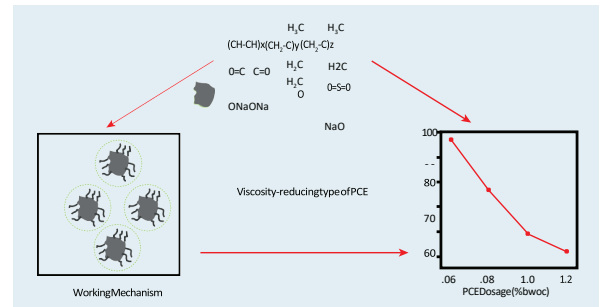 H₃C H₃C
(CH-CH)x(CH₂-C)y(CH₂-C)z
0=C C=0 H₂C H2C
H₂C 0=S=0
O
ONaONa
NaO
Viscosity-reducingtypeofPCE
WorkingMechanism
100
--
80
70
60
.06 .08 1.0 1.2
PCEDosage(%bwoc)